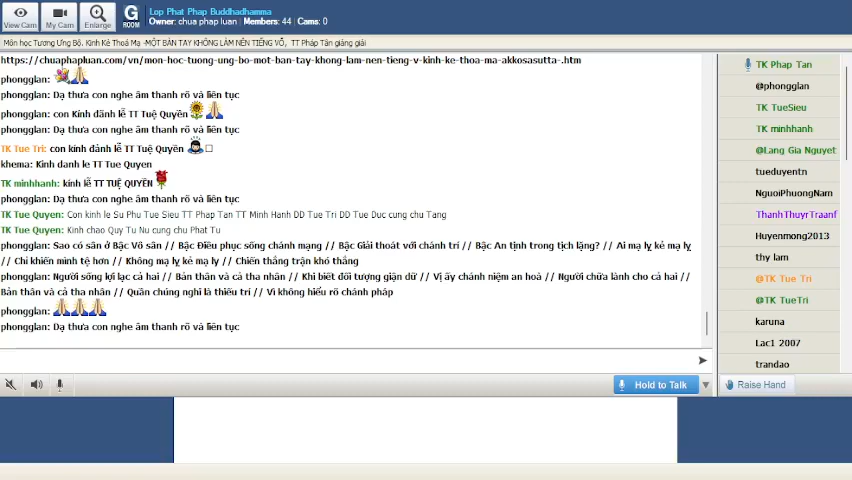 Lop Phat Phap Buddhadhamma
Owner: chua phap luan | Members: 44 | Cams: 0
View Cam
My Cam
Enlarge
G
ROOM
Môn học Tương Ưng Bộ. Kinh Kẻ Thoá Mạ -MỘT BÀN TAY KHÔNG LÀM NÊN TIẾNG VỖ, TT Pháp Tân giảng giải
https://chuaphapluan.com/vn/mon-hoc-tuong-ung-bo-mot-ban-tay-khong-lam-nen-tieng-v-kinh-ke-thoa-ma-akkosasutta-.htm
phongglan:
phongglan: Dạ thưa con nghe âm thanh rõ và liên tục
phongglan: con Kính đãnh lễ TT Tuệ Quyền
phongglan: Dạ thưa con nghe âm thanh rõ và liên tục
TK Tue Tri: con kính đảnh lễ TT Tuệ Quyền
khema: Kinh danh le TT Tue Quyen
TK minhhanh: kính lễ TT TUỆ QUYỀN
phongglan: Dạ thưa con nghe âm thanh rõ và liên tục
TK Tue Quyen: Con kinh le Su Phu Tue Sieu TT Phap Tan TT Minh Hanh DD Tue Tri DD Tue Duc cung chu Tang
TK Tue Quyen: Kinh chao Quy Tu Nu cung chu Phat Tu
phongglan: Sao có sân ở Bậc Vô sân // Bậc Điều phục sống chánh mạng // Bậc Giải thoát với chánh trí // Bậc An tịnh trong tịch lặng? // Ai mạ lỵ kẻ mạ lỵ
// Chỉ khiến mình tệ hơn // Không mạ lỵ kẻ mạ ly // Chiến thắng trận khó thắng
phongglan: Người sống lợi lạc cả hai // Bản thân và cả tha nhân // Khi biết đối tượng giận dữ // Vị ấy chánh niệm an hoà // Người chữa lành cho cả hai //
Bản thân và cả tha nhân // Quần chúng nghĩ là thiếu trí // Vì không hiểu rõ chánh pháp
phongglan:
phongglan: Dạ thưa con nghe âm thanh rõ và liên tục
Hold to Talk
TK Phap Tan
@phongglan
TK TueSieu
TK minhhanh
@Lang Gia Nguyet
tueduyentn
NguoiPhuongNam
ThanhThuyrTraanf
Huyenmong2013
thy lam
@TK Tue Tri
@TK TueTri
karuna
Lac1 2007
trandao
Raise Hand